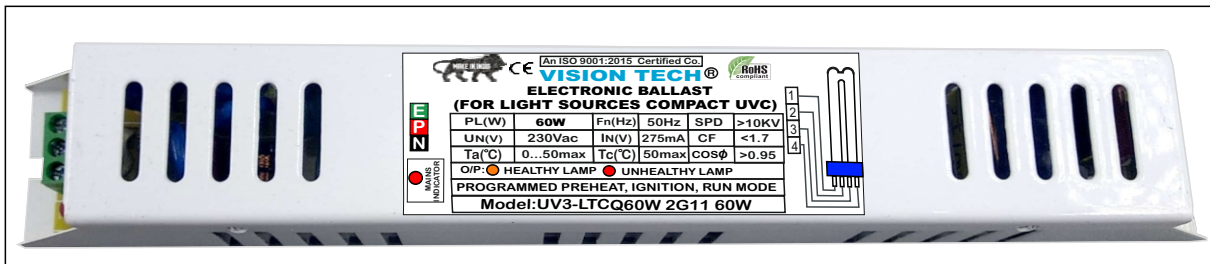 MAKE IN INDIA
CE
An ISO 9001:2015 Certified Co.
VISION TECH®
RoHS
compliant
ELECTRONIC BALLAST
(FOR LIGHT SOURCES COMPACT UVC)
E
P
N
PL(W) 60W Fn(Hz) 50Hz SPD >10KV
UN(V) 230Vac IN(V) 275mA CF <1.7
Ta(℃) 0...50max Tc(℃) 50max COSϕ >0.95
O/P: HEALTHY LAMP UNHEALTHY LAMP
MAINS
INDICATOR
PROGRAMMED PREHEAT, IGNITION, RUN MODE
Model:UV3-LTCQ60W 2G11 60W
1
2
3
4